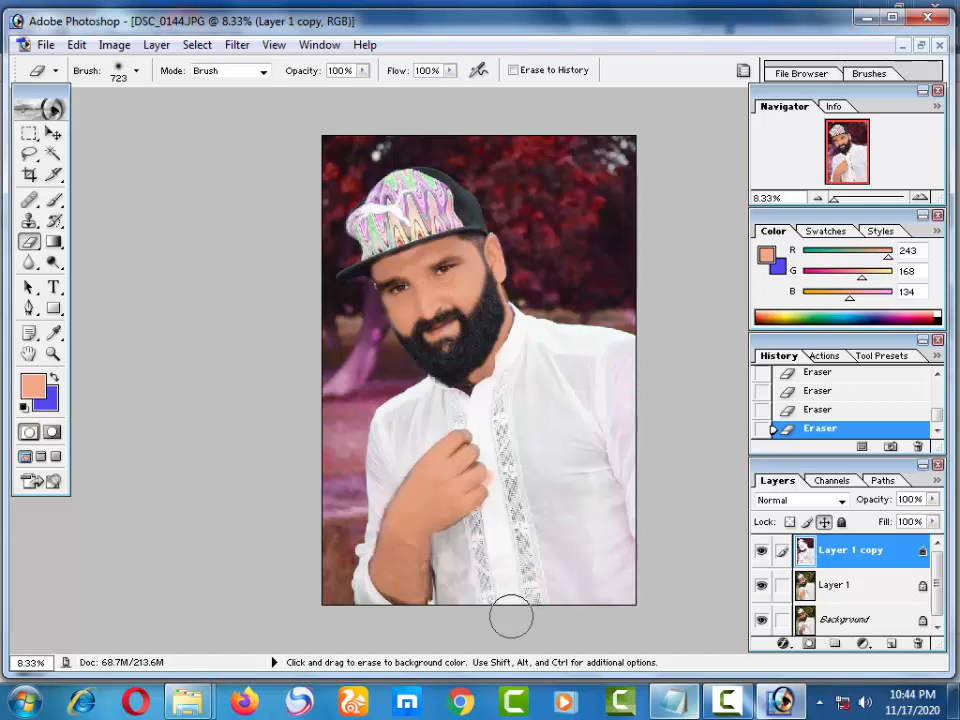 Adobe Photoshop - [DSC_0144.JPG @ 8.33% (Layer 1 copy, RGB)]
File Edit Image Layer Select Filter View Window Help
Brush: 723 Mode: Brush Opacity: 100% Flow: 100% Erase to History File Browser Brushes
Navigator Info
8.33%
Color Swatches Styles
R 243
G 168
B 134
History Actions Tool Presets
Eraser
Eraser
Eraser
Eraser
Layers Channels Paths
Normal Opacity: 100%
Lock: Fill: 100%
Layer 1 copy
Layer 1
Background
8.33% Doc: 68.7M/213.6M Click and drag to erase to background color. Use Shift, Alt, and Ctrl for additional options.
10:44 PM
11/17/2020